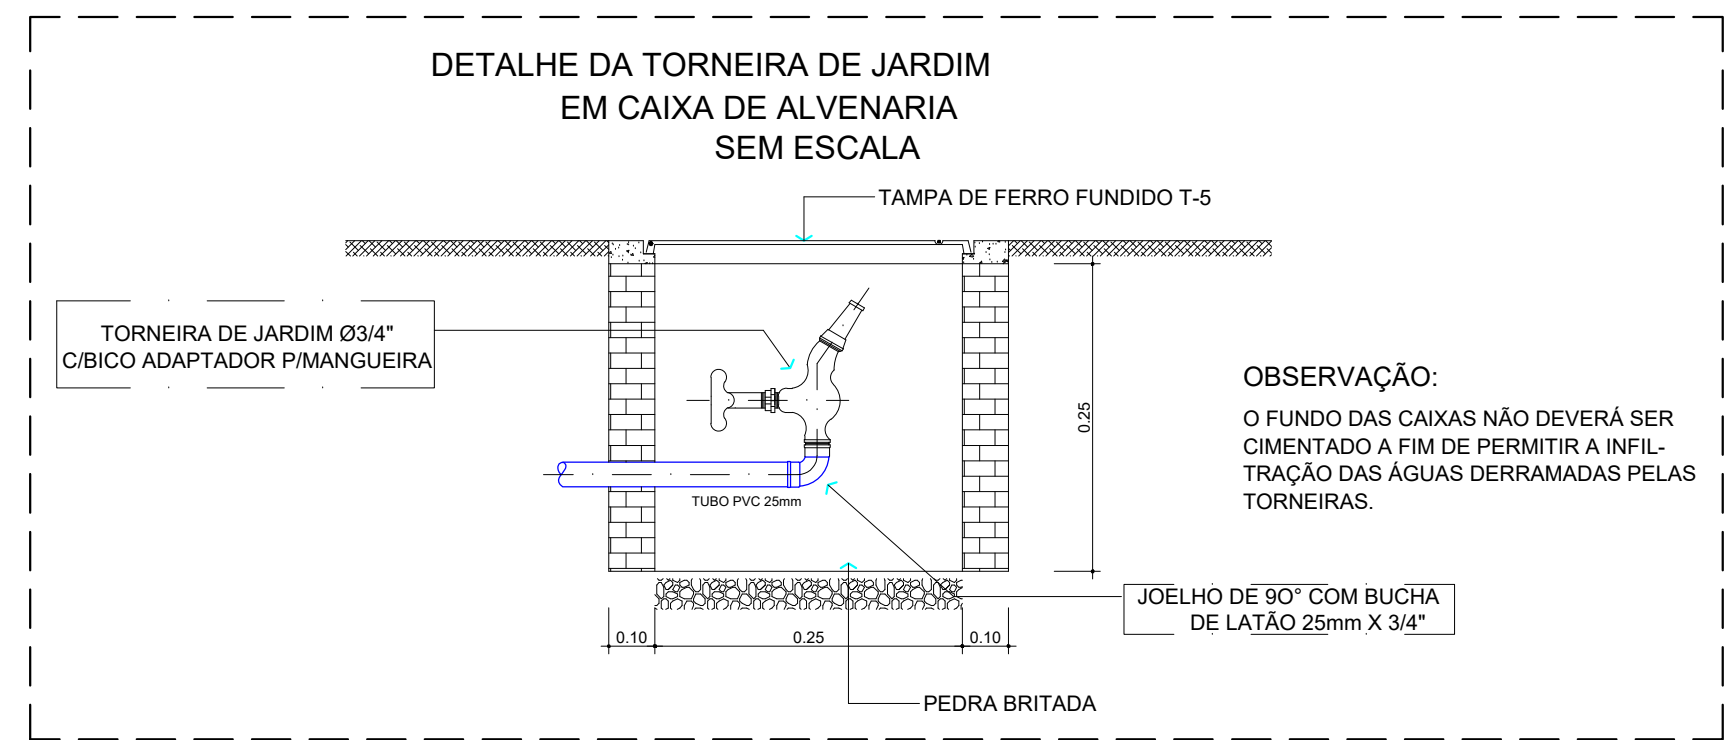 DETALHE DA TORNEIRA DE JARDIM
EM CAIXA DE ALVENARIA
SEM ESCALA
TAMPA DE FERRO FUNDIDO T-5
TORNEIRA DE JARDIM Ø3/4"
C/BICO ADAPTADOR P/MANGUEIRA
0.25
OBSERVAÇÃO:
O FUNDO DAS CAIXAS NÃO DEVERÁ SER
CIMENTADO A FIM DE PERMITIR A INFIL-
TRAÇÃO DAS ÁGUAS DERRAMADAS PELAS
TORNEIRAS.
TUBO PVC 25mm
JOELHO DE 9O° COM BUCHA
DE LATÃO 25mm X 3/4"
0.10
0.25
0.10
PEDRA BRITADA